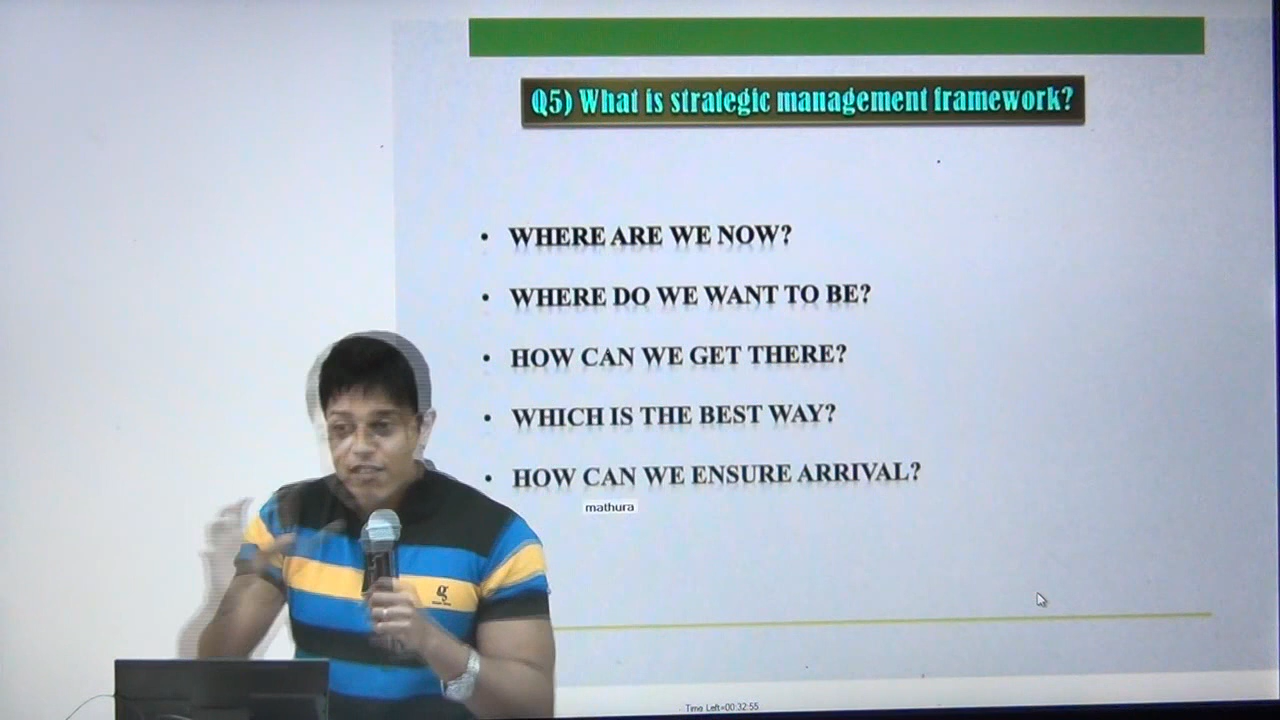 Q5) What is strategic management framework?
• WHERE ARE WE NOW?
• WHERE DO WE WANT TO BE?
• HOW CAN WE GET THERE?
• WHICH IS THE BEST WAY?
• HOW CAN WE ENSURE ARRIVAL?
mathura
g
Time Left=00:32:55